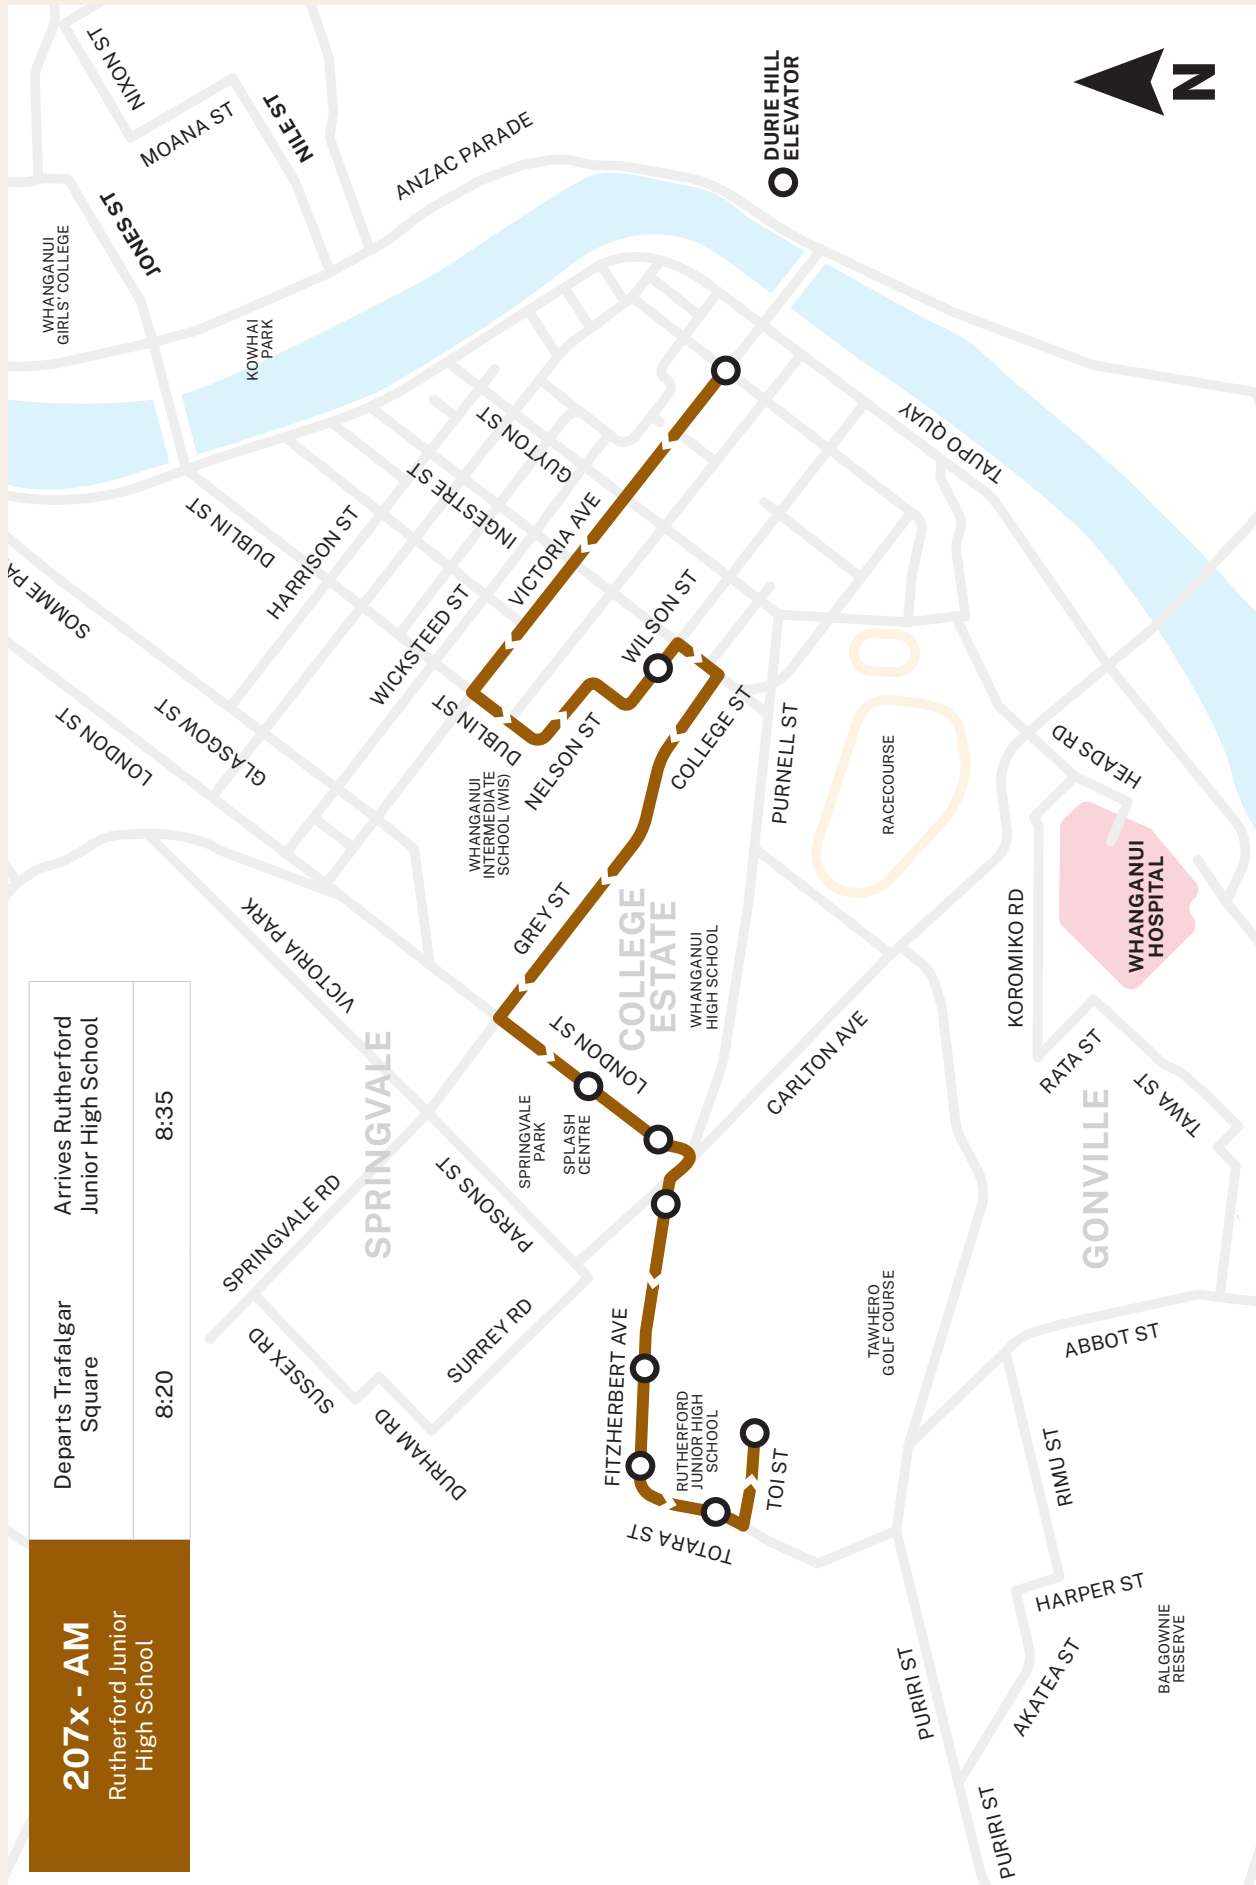 207x - AM
Rutherford Junior
High School
Departs Trafalgar
Square
Arrives Rutherford
Junior High School
8:20
8:35
N
DURIE HILL
ELEVATOR
NIXON ST
MOANA ST
NILE ST
JONES ST
ANZAC PARADE
WHANGANUI
GIRLS' COLLEGE
KOWHAI
PARK
TAUPO QUAY
GUYTON ST
INGESTRE ST
VICTORIA AVE
DUBLIN ST
HARRISON ST
WICKSTEED ST
SOMME PA
LONDON ST
GLASGOW ST
DUBLIN ST
WILSON ST
NELSON ST
COLLEGE ST
PURNELL ST
WHANGANUI
INTERMEDIATE
SCHOOL (WIS)
RACECOURSE
HEADS RD
WHANGANUI
HOSPITAL
KOROMIKO RD
GREY ST
COLLEGE
ESTATE
WHANGANUI
HIGH SCHOOL
VICTORIA PARK
SPRINGVALE
LONDON ST
CARLTON AVE
RATA ST
TAWA ST
GONVILLE
SPRINGVALE
PARK
SPLASH
CENTRE
SPRINGVALE RD
PARSONS ST
SUSSEX RD
SURREY RD
DURHAM RD
FITZHERBERT AVE
RUTHERFORD
JUNIOR HIGH
SCHOOL
TOI ST
TOTARA ST
TAWHERO
GOLF COURSE
ABBOT ST
RIMU ST
HARPER ST
AKATEA ST
BALGOWNIE
RESERVE
PURIRI ST
PURIRI ST